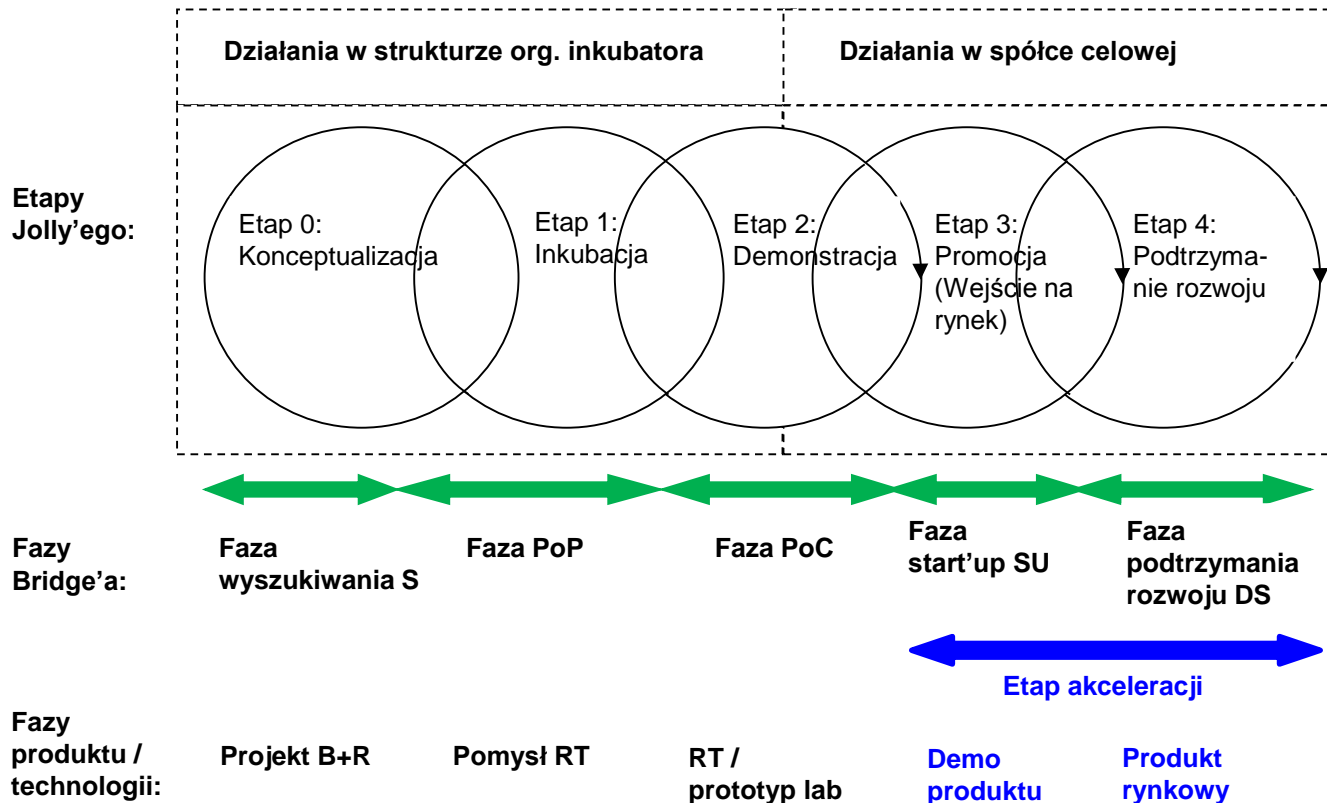 Działania w strukturze org. inkubatora
Działania w spółce celowej
Etapy
Jolly’ego:
Etap 0:
Konceptualizacja
Etap 1:
Inkubacja
Etap 2:
Demonstracja
Etap 3:
Promocja
(Wejście na
rynek)
Etap 4:
Podtrzyma-
nie rozwoju
Fazy
Bridge’a:
Faza
wyszukiwania S
Faza PoP
Faza PoC
Faza
start’up SU
Faza
podtrzymania
rozwoju DS
Etap akceleracji
Fazy
produktu /
technologii:
Projekt B+R
Pomysł RT
RT /
prototyp lab
Demo
produktu
Produkt
rynkowy